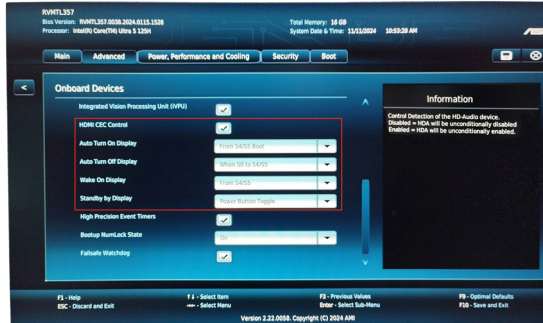 RVMTL357
Bios Version: RVMTL357.0038.2024.0115.1528
Processor: Intel(R) Core(TM) Ultra 5 125H
Total Memory: 16 GB
System Date & Time: 11/11/2024 10:53:28 AM
Main
Advanced
Power, Performance and Cooling
Security
Boot
Onboard Devices
Integrated Vision Processing Unit (iVPU)
HDMI CEC Control
Auto Turn On Display
From S4/S5 Boot
Auto Turn Off Display
When S0 to S4/S5
Wake On Display
From S4/S5
Standby by Display
Power Button Toggle
High Precision Event Timers
Bootup NumLock State
On
Failsafe Watchdog
Information
Control Detection of the HD-Audio device.
Disabled = HDA will be unconditionally disabled
Enabled = HDA will be unconditionally enabled.
F1 - Help
ESC - Discard and Exit
- Select Item
- Select Menu
F3 - Previous Values
Enter - Select Sub-Menu
F9 - Optimal Defaults
F10 - Save and Exit
Version 2.22.0058. Copyright (C) 2024 AMI